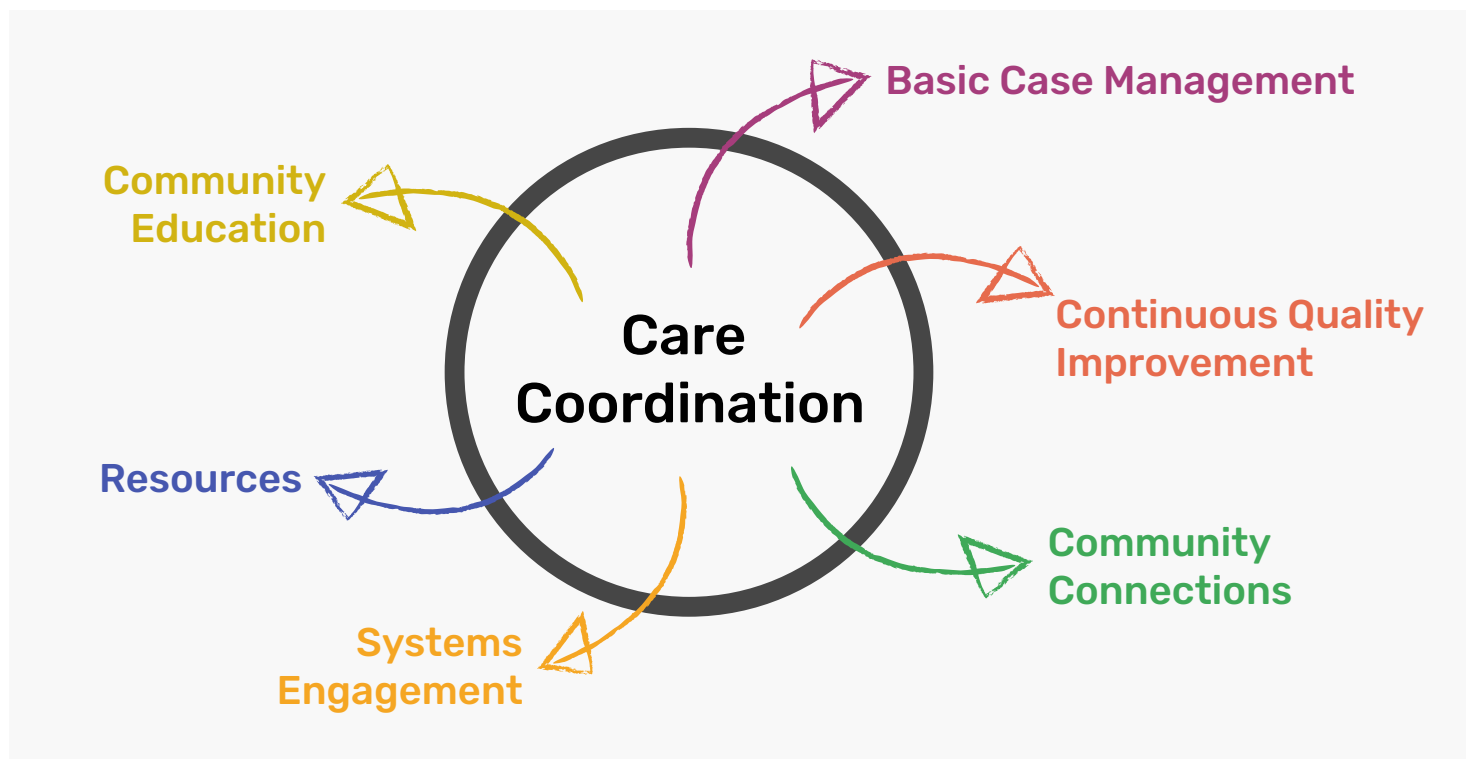 Basic Case Management
Community
Education
Continuous Quality
Improvement
Care
Coordination
Resources
Community
Connections
Systems
Engagement